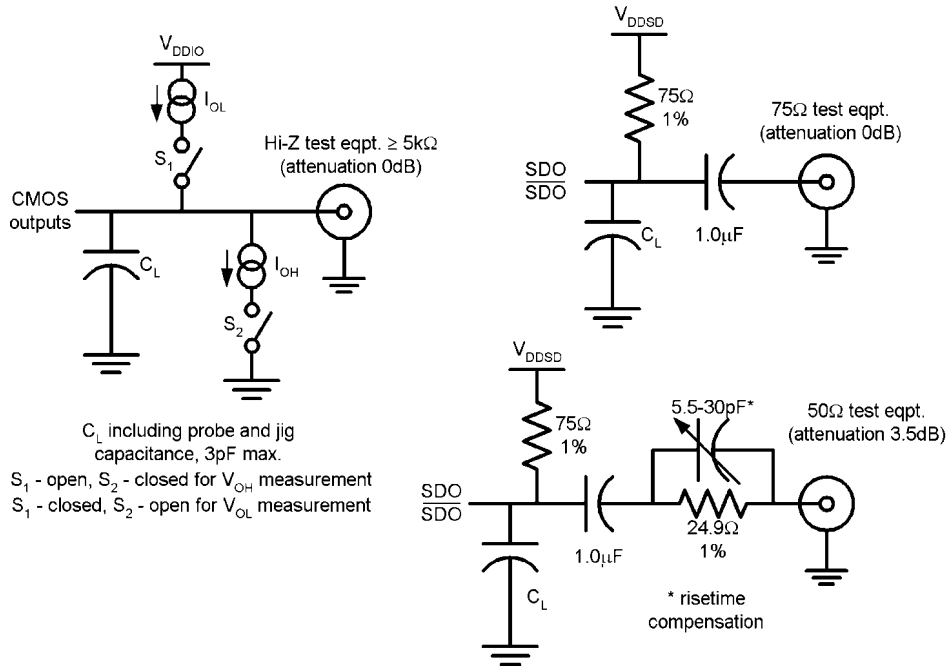 V_DDIO
I_OL
S_1
Hi-Z test eqpt. ≥ 5kΩ
(attenuation 0dB)
CMOS
outputs
C_L
I_OH
S_2
C_L including probe and jig
capacitance, 3pF max.
S_1 - open, S_2 - closed for V_OH measurement
S_1 - closed, S_2 - open for V_OL measurement
V_DDSD
75Ω
1%
75Ω test eqpt.
(attenuation 0dB)
SDO
S̅D̅O̅
C_L
1.0µF
V_DDSD
75Ω
1%
5.5-30pF*
50Ω test eqpt.
(attenuation 3.5dB)
SDO
S̅D̅O̅
1.0µF
24.9Ω
1%
C_L
* risetime
compensation